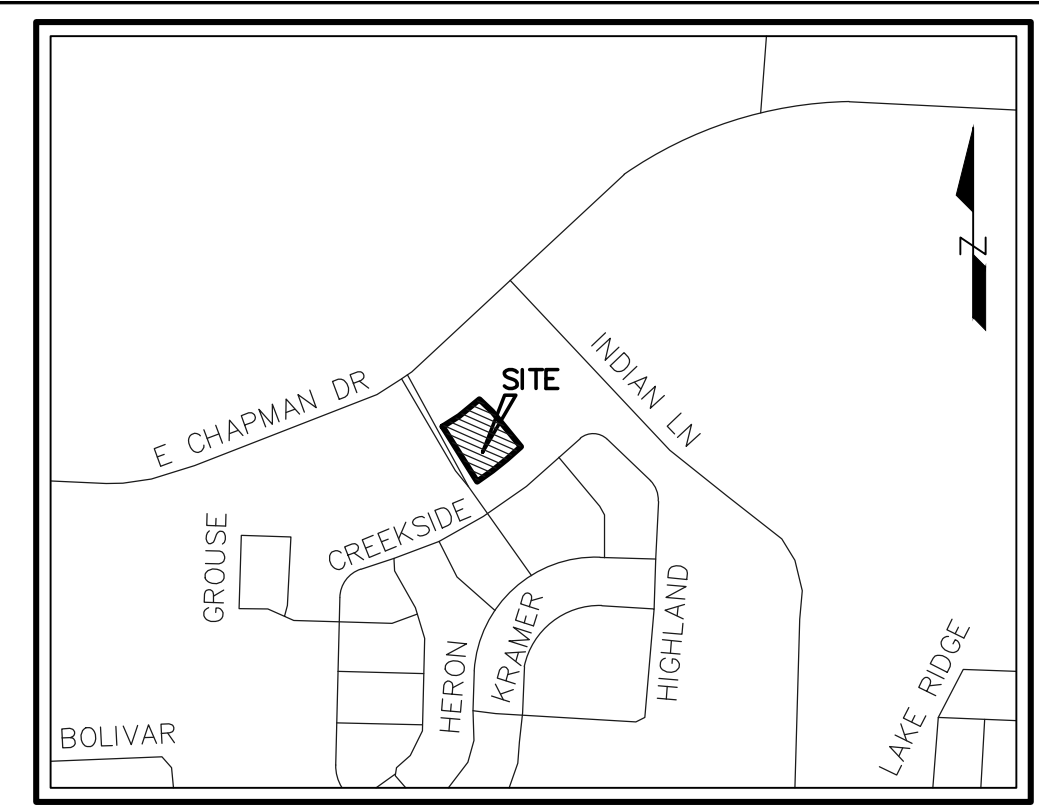 N
SITE
INDIAN LN
E CHAPMAN DR
CREEKSIDE
GROUSE
HIGHLAND
KRAMER
HERON
LAKE RIDGE
BOLIVAR